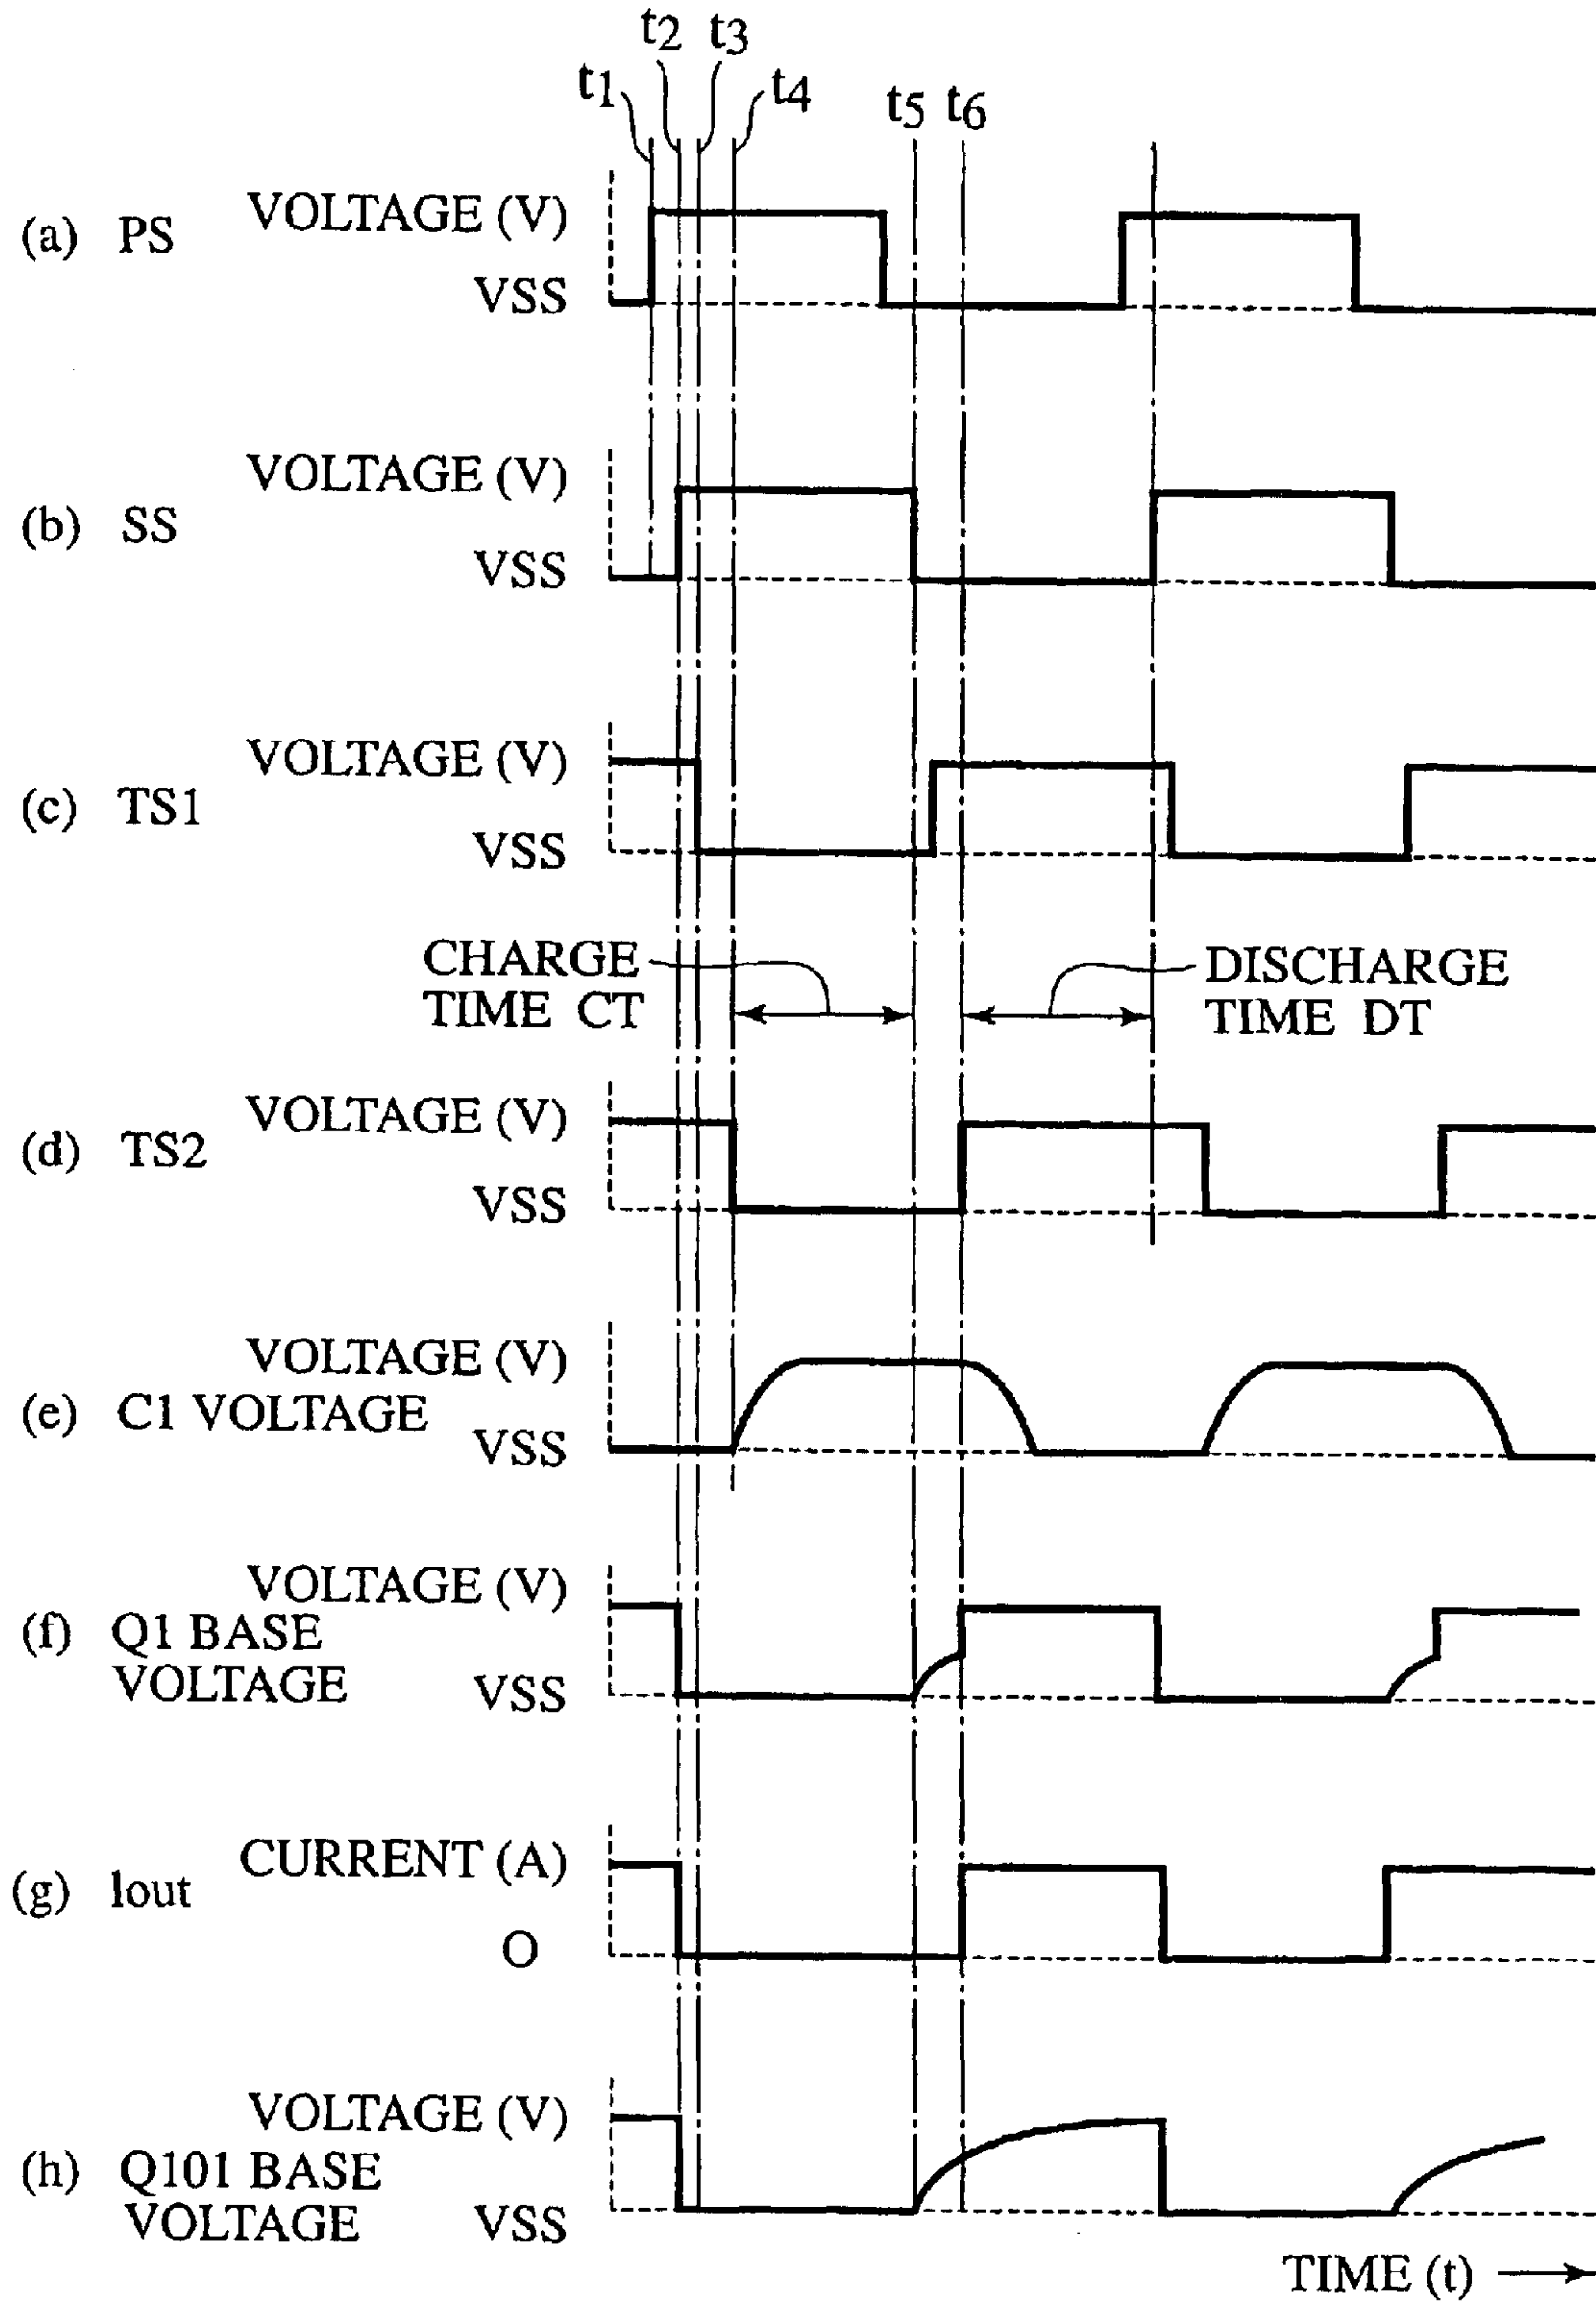 t1 t2 t3 t4 t5 t6
(a) PS VOLTAGE (V)
VSS
(b) SS VOLTAGE (V)
VSS
(c) TS1 VOLTAGE (V)
VSS
CHARGE
TIME CT
DISCHARGE
TIME DT
(d) TS2 VOLTAGE (V)
VSS
VOLTAGE (V)
(e) C1 VOLTAGE
VSS
VOLTAGE (V)
(f) Q1 BASE
VOLTAGE
VSS
CURRENT (A)
(g) Iout
O
VOLTAGE (V)
(h) Q101 BASE
VOLTAGE
VSS
TIME (t)